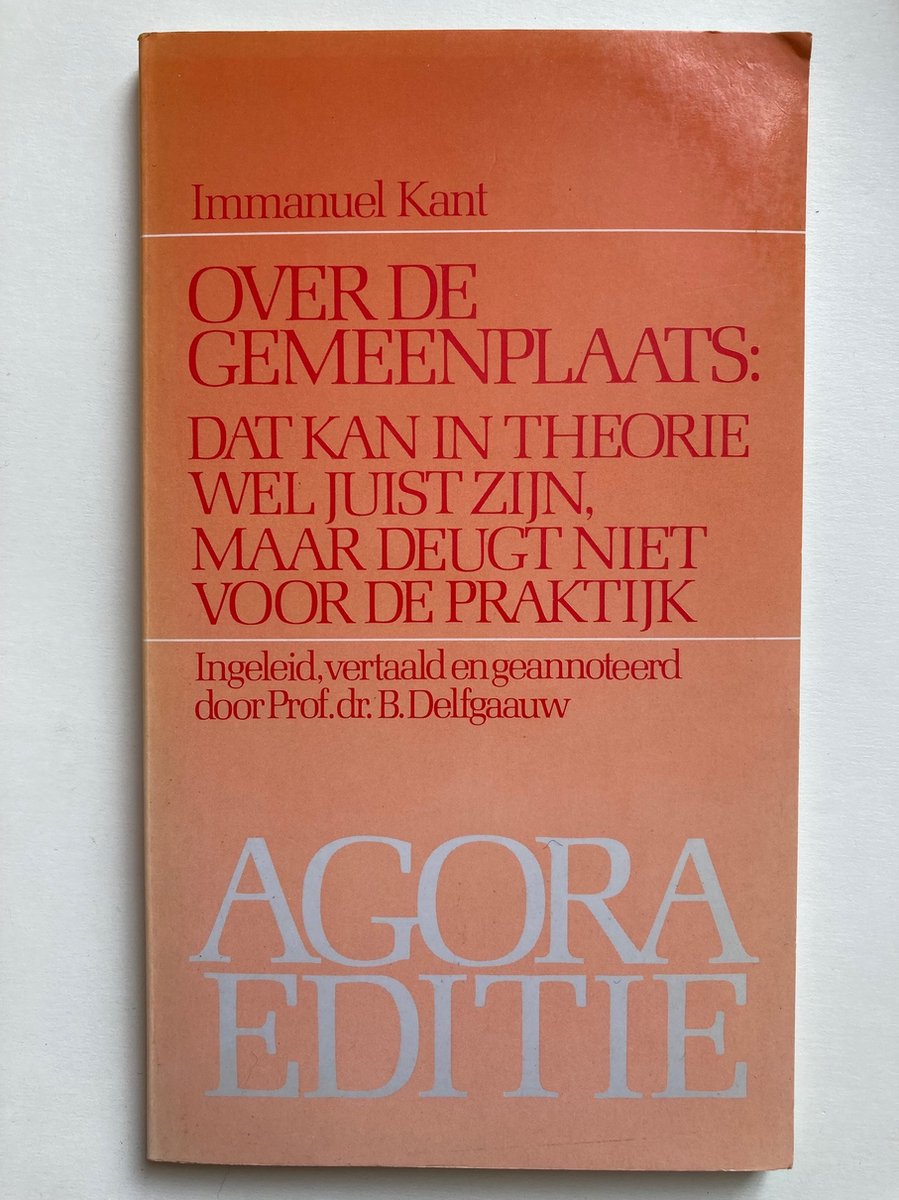 Immanuel Kant
OVER DE
GEMEENPLAATS:
DAT KAN IN THEORIE
WEL JUIST ZIJN,
MAAR DEUGT NIET
VOOR DE PRAKTIJK
Ingeleid, vertaald en geannoteerd
door Prof. dr. B. Delfgaauw
AGORA
EDITIE